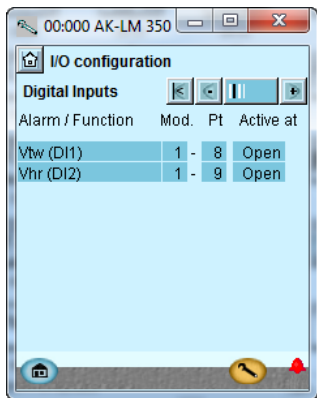 00:000 AK-LM 350
I/O configuration
Digital Inputs
Alarm / Function Mod. Pt Active at
Vtw (DI1) 1 - 8 Open
Vhr (DI2) 1 - 9 Open